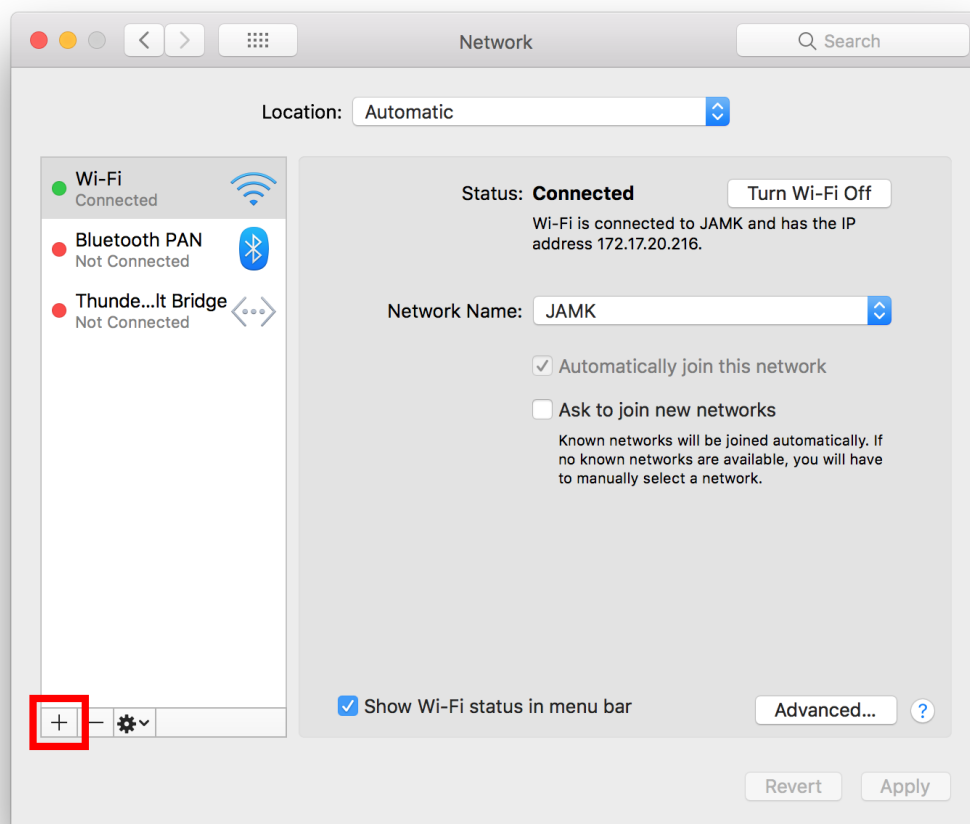 Network
Search
Location: Automatic
Wi-Fi
Connected
Bluetooth PAN
Not Connected
Thunde...lt Bridge
Not Connected
Status: Connected
Turn Wi-Fi Off
Wi-Fi is connected to JAMK and has the IP
address 172.17.20.216.
Network Name: JAMK
Automatically join this network
Ask to join new networks
Known networks will be joined automatically. If
no known networks are available, you will have
to manually select a network.
Show Wi-Fi status in menu bar
Advanced...
?
Revert
Apply